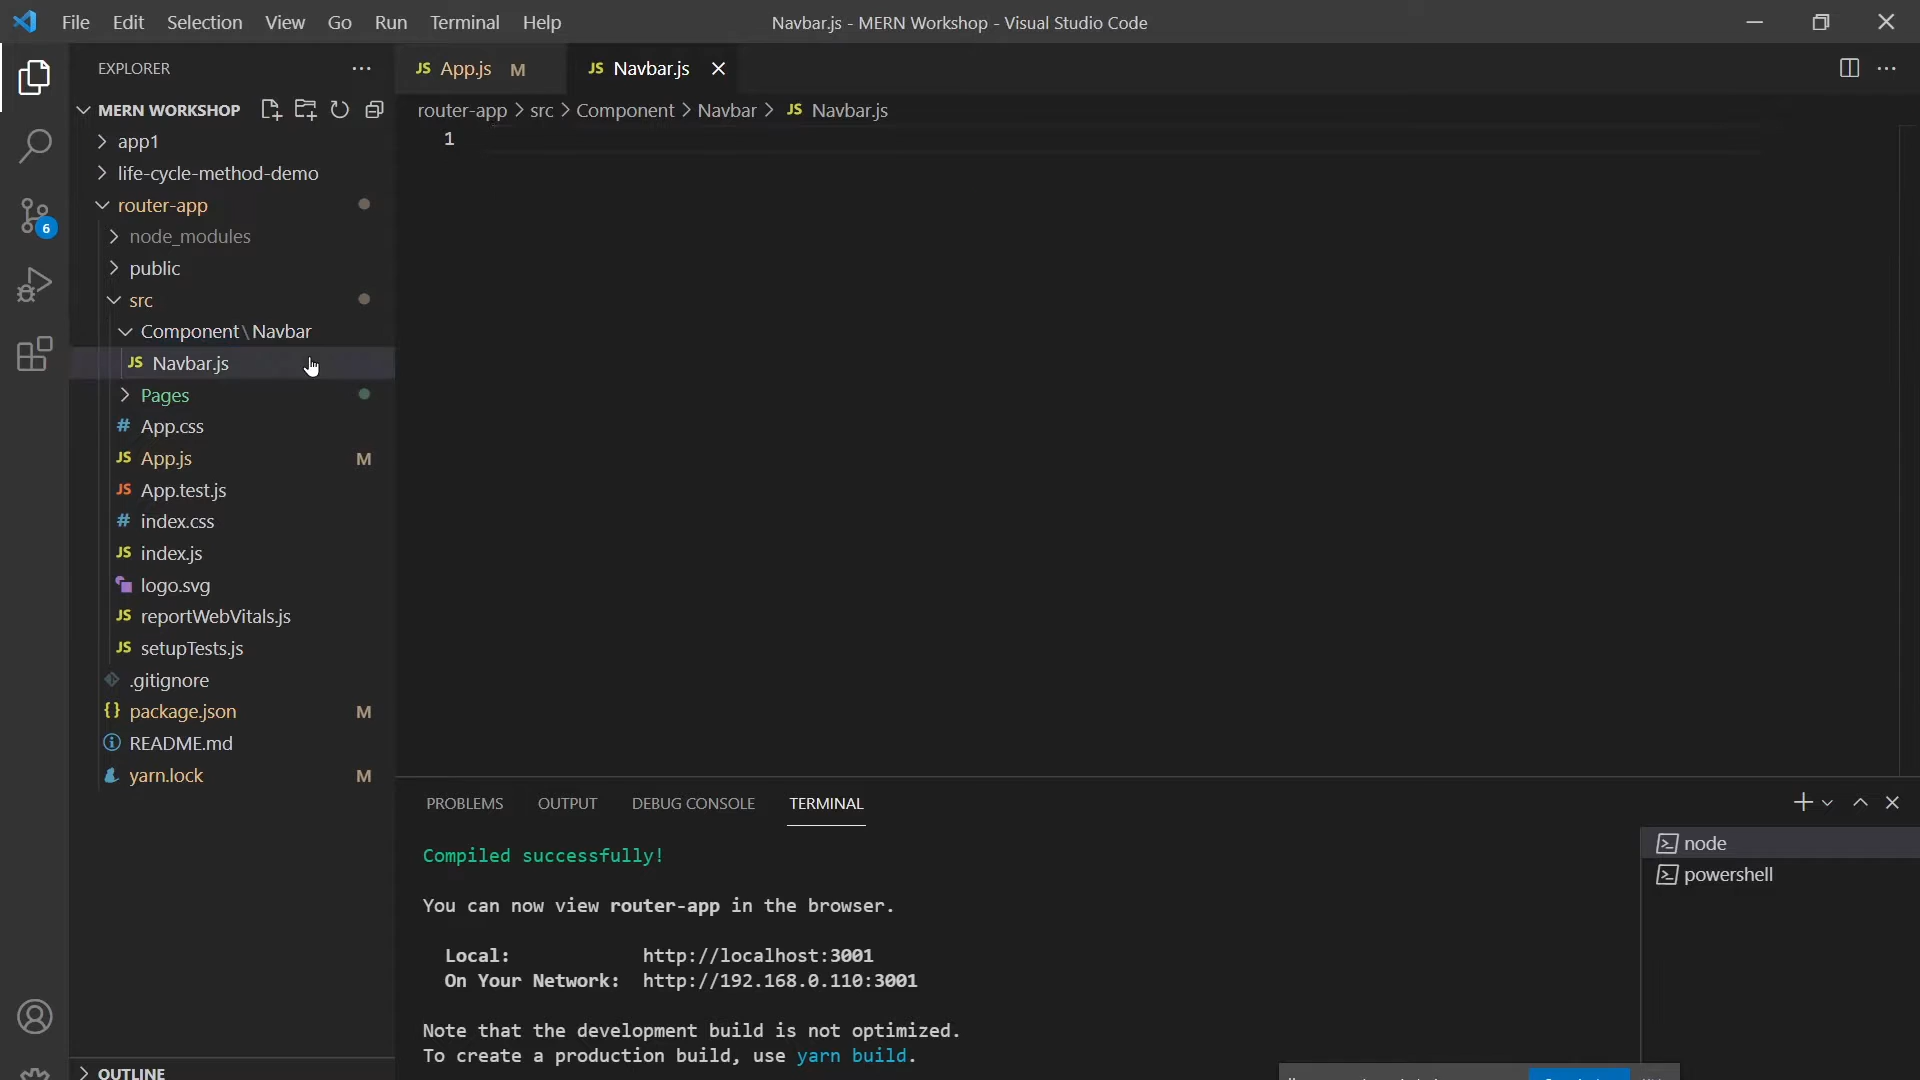 File Edit Selection View Go Run Terminal Help
Navbar.js - MERN Workshop - Visual Studio Code
EXPLORER
MERN WORKSHOP
app1
life-cycle-method-demo
router-app
node_modules
public
src
Component\Navbar
JS Navbar.js
Pages
# App.css
JS App.js M
JS App.test.js
# index.css
JS index.js
logo.svg
JS reportWebVitals.js
JS setupTests.js
.gitignore
{} package.json M
README.md
yarn.lock M
OUTLINE
6
JS App.js M
JS Navbar.js
router-app > src > Component > Navbar > JS Navbar.js
1
PROBLEMS OUTPUT DEBUG CONSOLE TERMINAL
Compiled successfully!
You can now view router-app in the browser.
Local: http://localhost:3001
On Your Network: http://192.168.0.110:3001
Note that the development build is not optimized.
To create a production build, use yarn build.
node
powershell